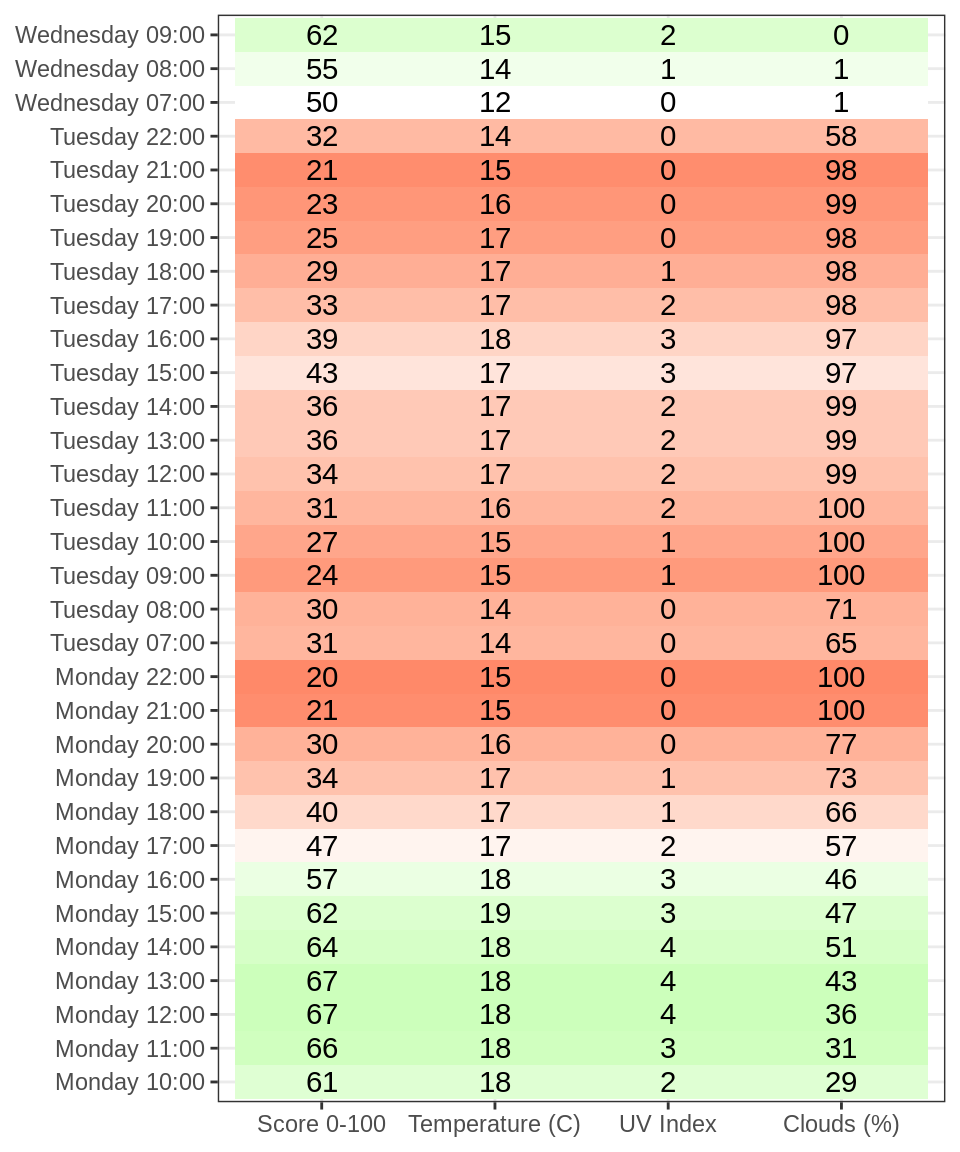 Wednesday 09:00 62 15 2 0
Wednesday 08:00 55 14 1 1
Wednesday 07:00 50 12 0 1
Tuesday 22:00 32 14 0 58
Tuesday 21:00 21 15 0 98
Tuesday 20:00 23 16 0 99
Tuesday 19:00 25 17 0 98
Tuesday 18:00 29 17 1 98
Tuesday 17:00 33 17 2 98
Tuesday 16:00 39 18 3 97
Tuesday 15:00 43 17 3 97
Tuesday 14:00 36 17 2 99
Tuesday 13:00 36 17 2 99
Tuesday 12:00 34 17 2 99
Tuesday 11:00 31 16 2 100
Tuesday 10:00 27 15 1 100
Tuesday 09:00 24 15 1 100
Tuesday 08:00 30 14 0 71
Tuesday 07:00 31 14 0 65
Monday 22:00 20 15 0 100
Monday 21:00 21 15 0 100
Monday 20:00 30 16 0 77
Monday 19:00 34 17 1 73
Monday 18:00 40 17 1 66
Monday 17:00 47 17 2 57
Monday 16:00 57 18 3 46
Monday 15:00 62 19 3 47
Monday 14:00 64 18 4 51
Monday 13:00 67 18 4 43
Monday 12:00 67 18 4 36
Monday 11:00 66 18 3 31
Monday 10:00 61 18 2 29
Score 0-100 Temperature (C) UV Index Clouds (%)